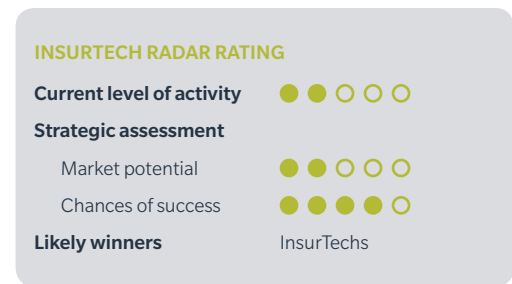 INSURTECH RADAR RATING
Current level of activity
Strategic assessment
Market potential
Chances of success
Likely winners InsurTechs